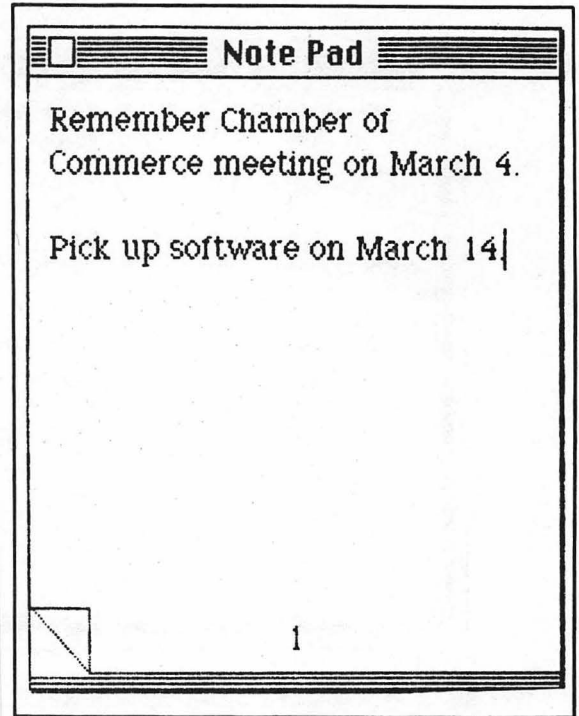 Note Pad
Remember Chamber of
Commerce meeting on March 4.
Pick up software on March 14.
1